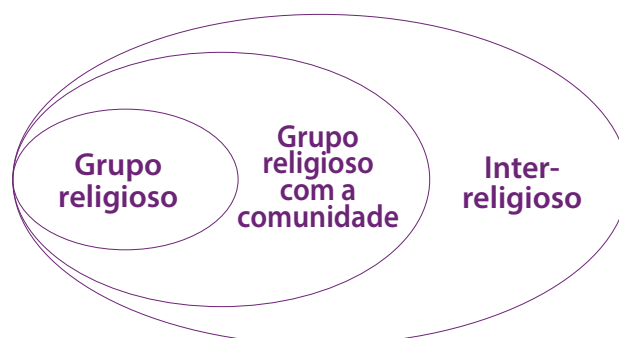 Grupo
religioso
Grupo
religioso
com a
comunidade
Inter-
religioso